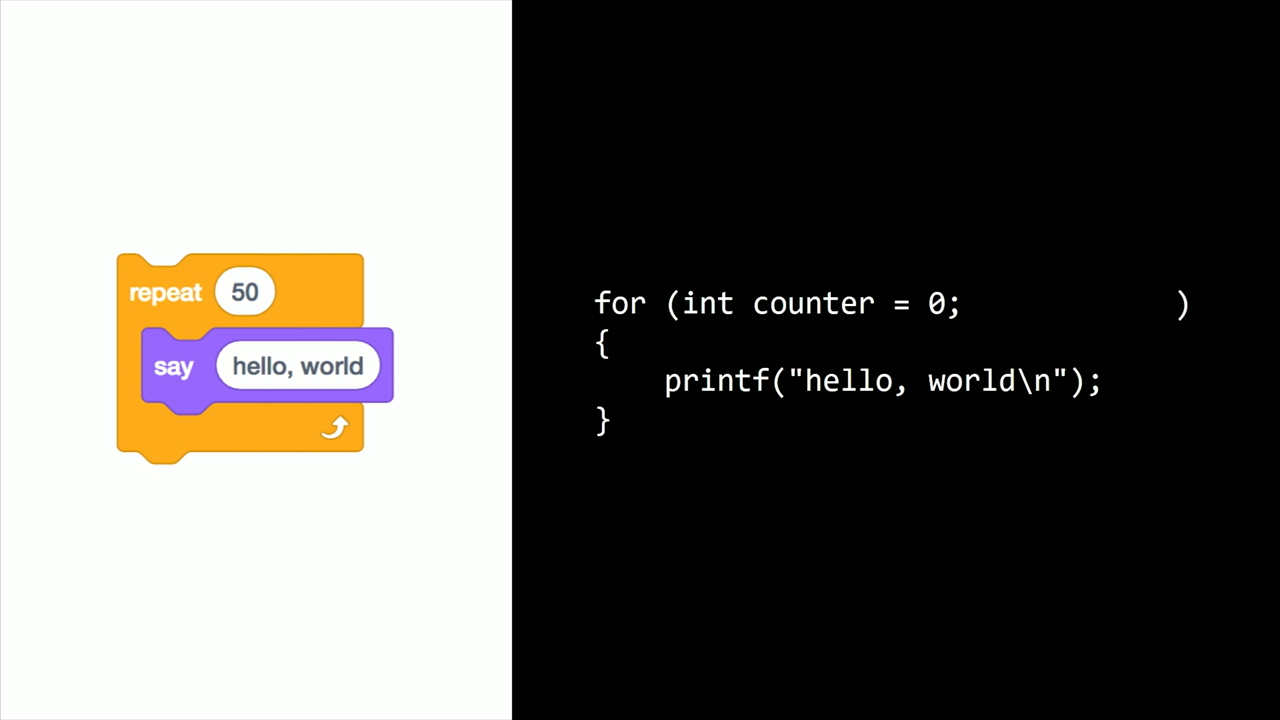 repeat 50
say hello, world
for (int counter = 0; )
{
printf("hello, world\n");
}